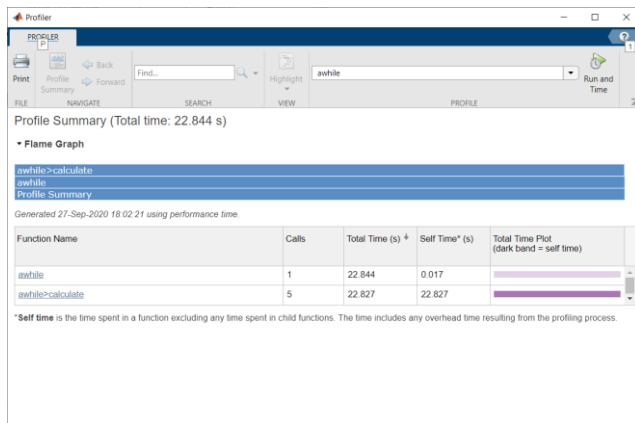 Profiler
PROFILER
P
?
1
Print
Profile
Summary
Back
Forward
Find...
Highlight
awhile
Run and
Time
FILE
NAVIGATE
SEARCH
VIEW
PROFILE
Profile Summary (Total time: 22.844 s)
Flame Graph
awhile>calculate
awhile
Profile Summary
Generated 27-Sep-2020 18:02:21 using performance time.
Function Name Calls Total Time (s) Self Time* (s) Total Time Plot
(dark band = self time)
awhile 1 22.844 0.017
awhile>calculate 5 22.827 22.827
*Self time is the time spent in a function excluding any time spent in child functions. The time includes any overhead time resulting from the profiling process.